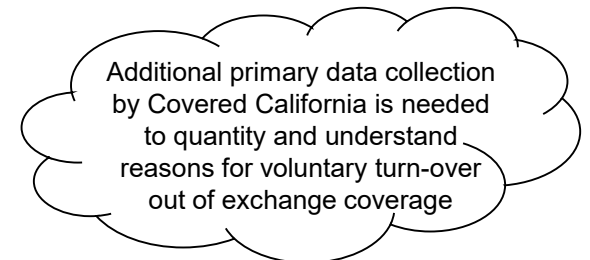 Additional primary data collection
by Covered California is needed
to quantity and understand
reasons for voluntary turn-over
out of exchange coverage